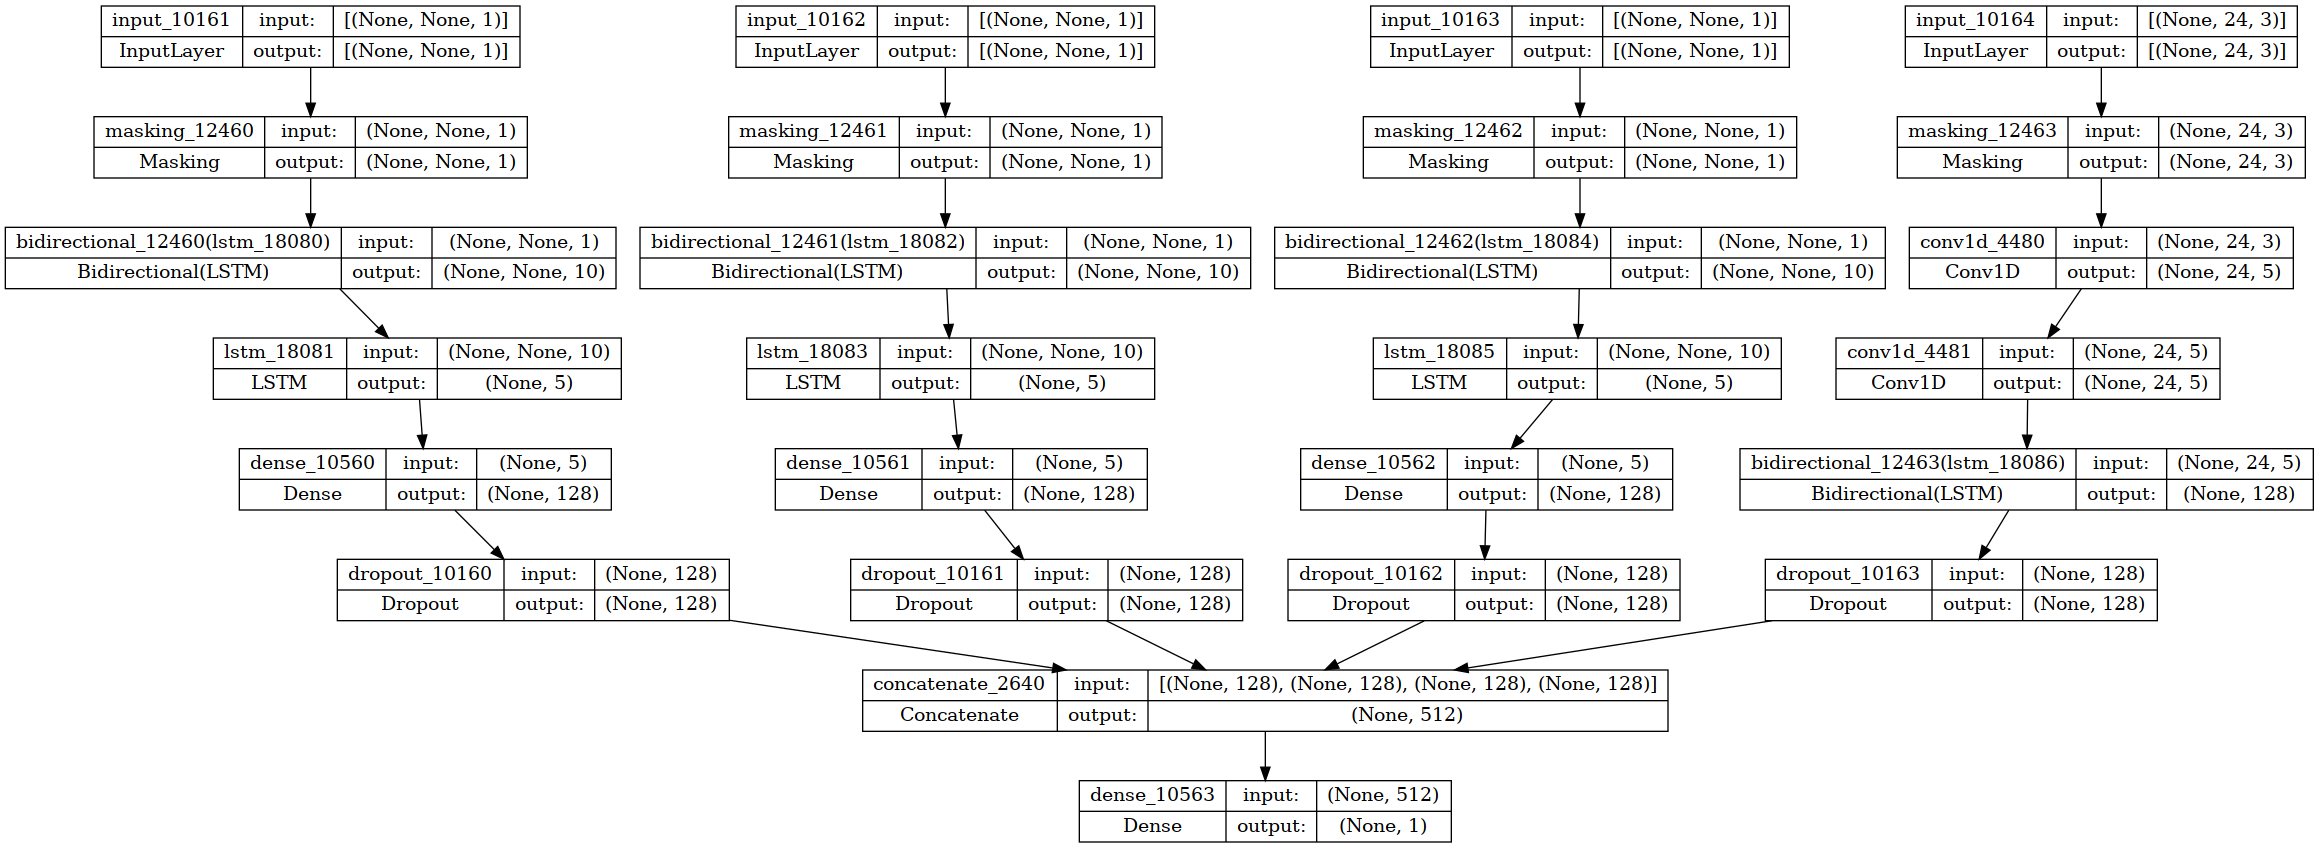 input_10161 input: [(None, None, 1)]
InputLayer output: [(None, None, 1)]
input_10162 input: [(None, None, 1)]
InputLayer output: [(None, None, 1)]
input_10163 input: [(None, None, 1)]
InputLayer output: [(None, None, 1)]
input_10164 input: [(None, 24, 3)]
InputLayer output: [(None, 24, 3)]
masking_12460 input: (None, None, 1)
Masking output: (None, None, 1)
masking_12461 input: (None, None, 1)
Masking output: (None, None, 1)
masking_12462 input: (None, None, 1)
Masking output: (None, None, 1)
masking_12463 input: (None, 24, 3)
Masking output: (None, 24, 3)
bidirectional_12460(lstm_18080) input: (None, None, 1)
Bidirectional(LSTM) output: (None, None, 10)
bidirectional_12461(lstm_18082) input: (None, None, 1)
Bidirectional(LSTM) output: (None, None, 10)
bidirectional_12462(lstm_18084) input: (None, None, 1)
Bidirectional(LSTM) output: (None, None, 10)
conv1d_4480 input: (None, 24, 3)
Conv1D output: (None, 24, 5)
lstm_18081 input: (None, None, 10)
LSTM output: (None, 5)
lstm_18083 input: (None, None, 10)
LSTM output: (None, 5)
lstm_18085 input: (None, None, 10)
LSTM output: (None, 5)
conv1d_4481 input: (None, 24, 5)
Conv1D output: (None, 24, 5)
dense_10560 input: (None, 5)
Dense output: (None, 128)
dense_10561 input: (None, 5)
Dense output: (None, 128)
dense_10562 input: (None, 5)
Dense output: (None, 128)
bidirectional_12463(lstm_18086) input: (None, 24, 5)
Bidirectional(LSTM) output: (None, 128)
dropout_10160 input: (None, 128)
Dropout output: (None, 128)
dropout_10161 input: (None, 128)
Dropout output: (None, 128)
dropout_10162 input: (None, 128)
Dropout output: (None, 128)
dropout_10163 input: (None, 128)
Dropout output: (None, 128)
concatenate_2640 input: [(None, 128), (None, 128), (None, 128), (None, 128)]
Concatenate output: (None, 512)
dense_10563 input: (None, 512)
Dense output: (None, 1)